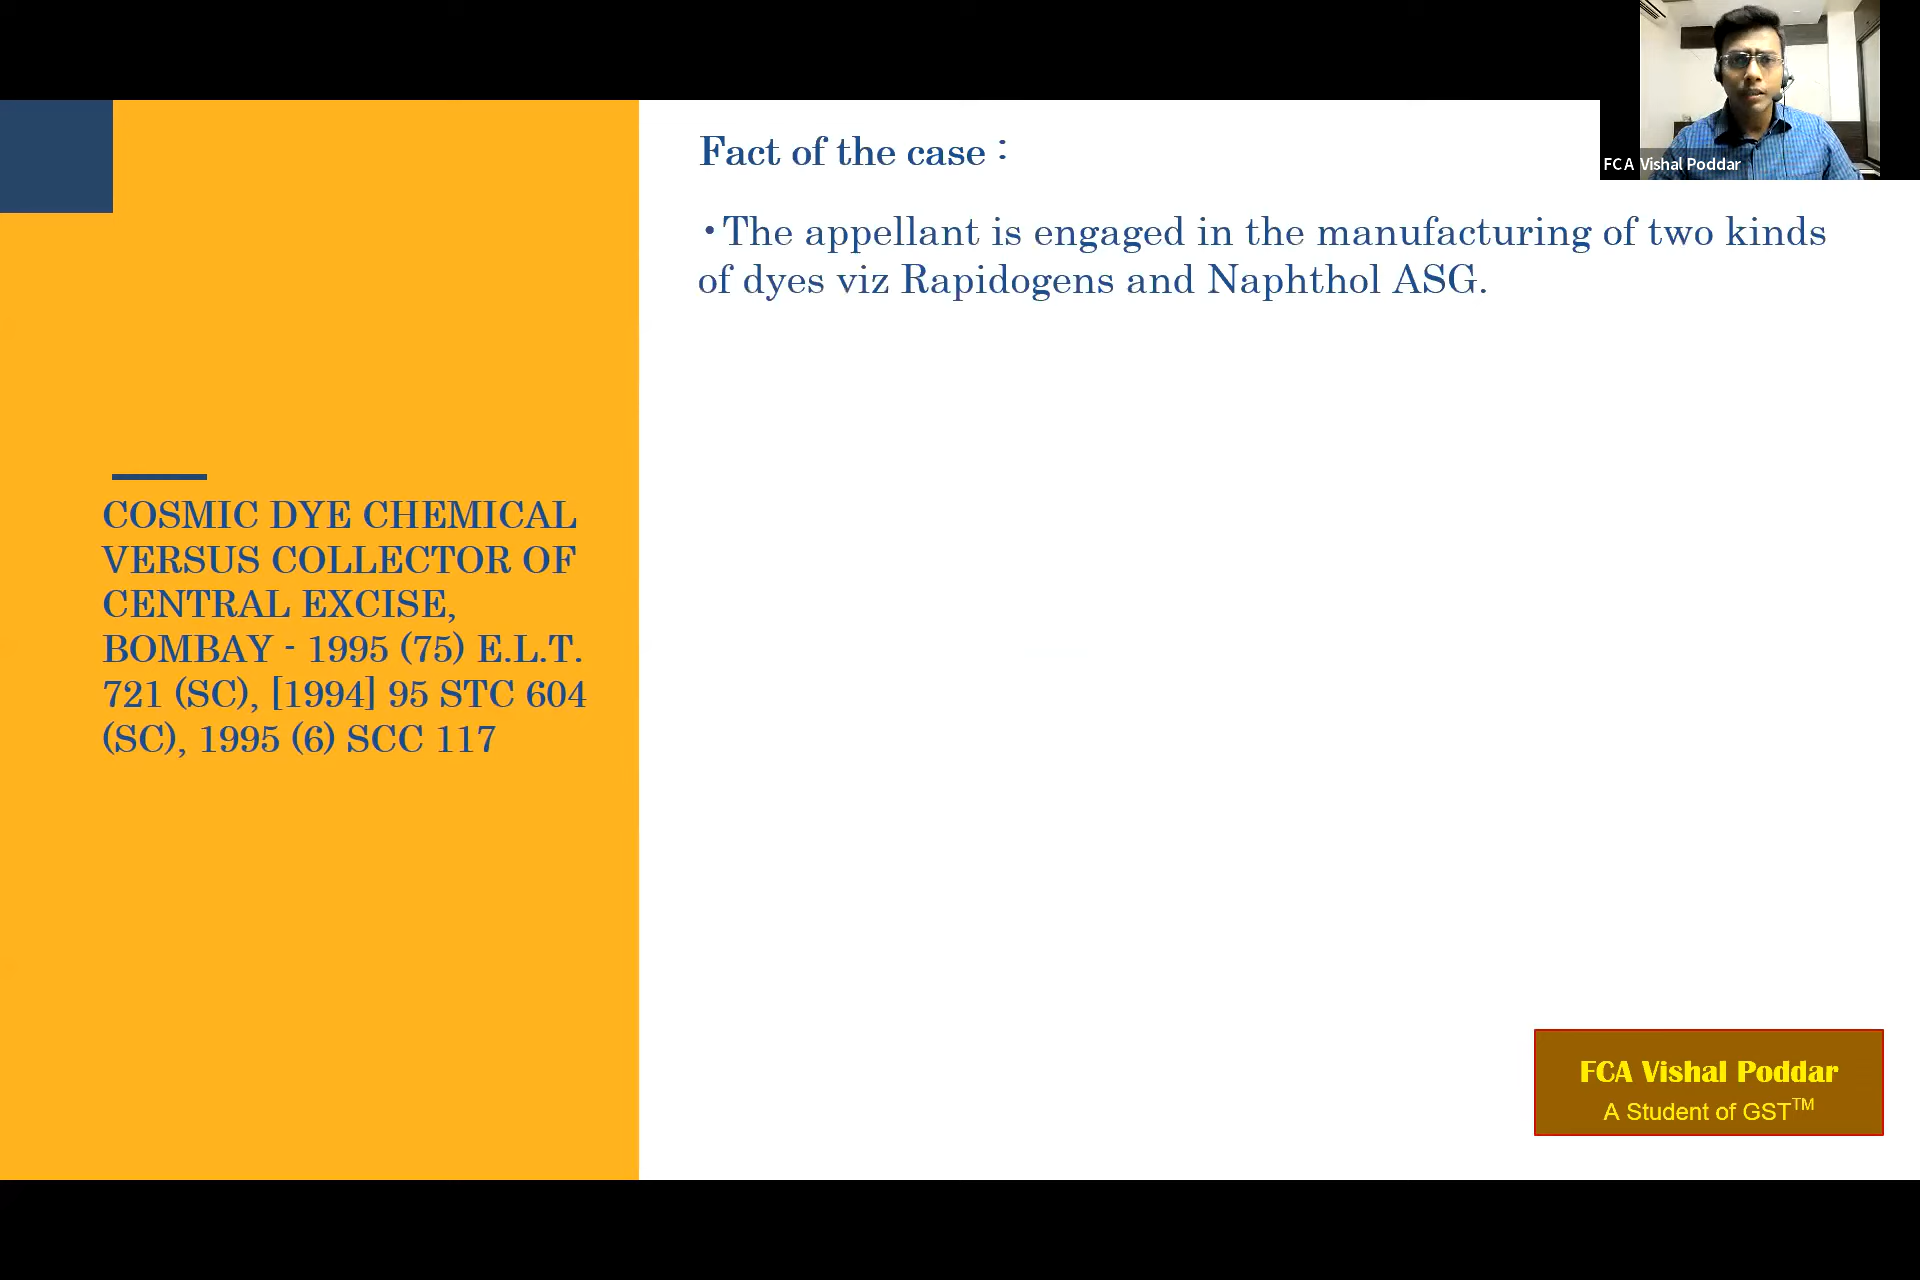 FCA Vishal Poddar
Fact of the case :
•The appellant is engaged in the manufacturing of two kinds
of dyes viz Rapidogens and Naphthol ASG.
COSMIC DYE CHEMICAL
VERSUS COLLECTOR OF
CENTRAL EXCISE,
BOMBAY - 1995 (75) E.L.T.
721 (SC), [1994] 95 STC 604
(SC), 1995 (6) SCC 117
FCA Vishal Poddar
A Student of GST™